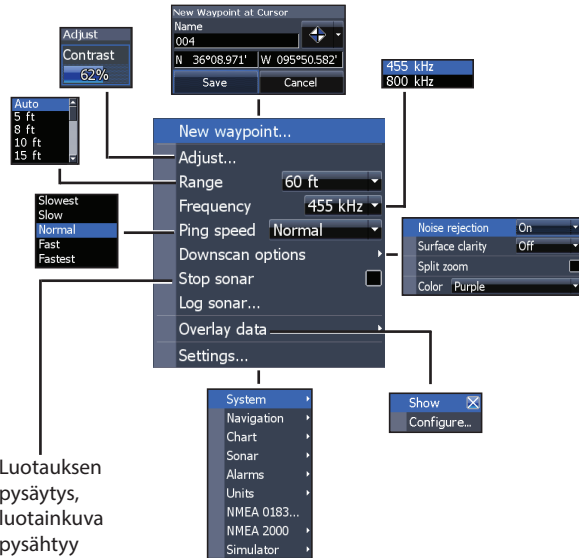 New Waypoint at Cursor
Name
004
N 36°08.971' W 095°50.582'
Save Cancel
Adjust
Contrast
62%
455 kHz
800 kHz
Auto
5 ft
8 ft
10 ft
15 ft
Slowest
Slow
Normal
Fast
Fastest
New waypoint...
Adjust...
Range 60 ft
Frequency 455 kHz
Ping speed Normal
Downscan options
Stop sonar
Log sonar...
Overlay data
Settings...
Noise rejection On
Surface clarity Off
Split zoom
Color Purple
System
Navigation
Chart
Sonar
Alarms
Units
NMEA 0183...
NMEA 2000
Simulator
Show
Configure...
Luotauksen
pysäytys,
luotainkuva
pysähtyy